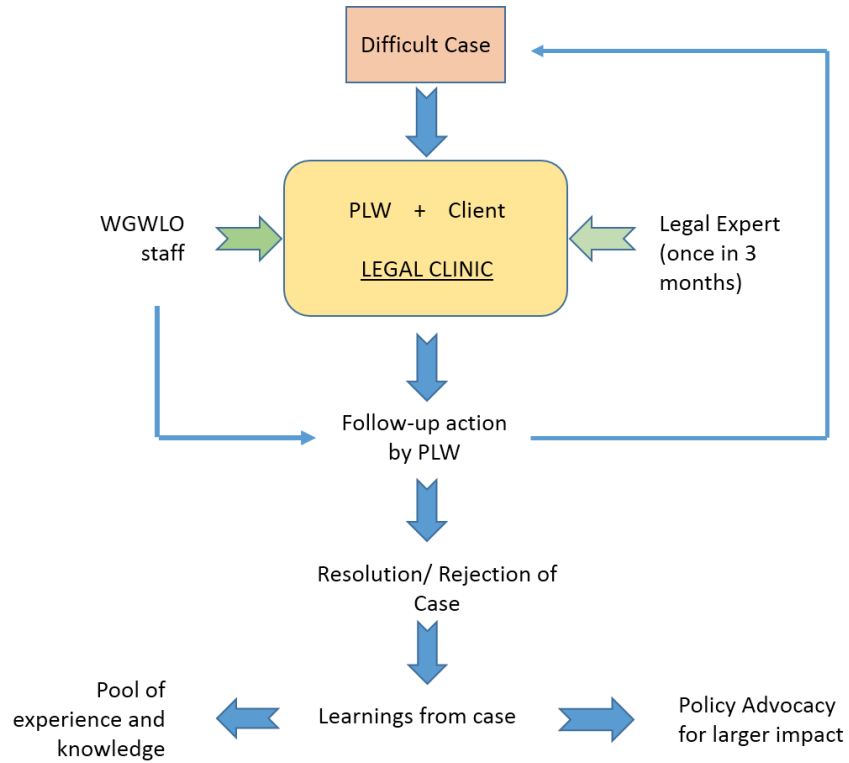 Difficult Case
PLW + Client
LEGAL CLINIC
WGWLO
staff
Legal Expert
(once in 3
months)
Follow-up action
by PLW
Resolution/ Rejection of
Case
Learnings from case
Pool of
experience and
knowledge
Policy Advocacy
for larger impact